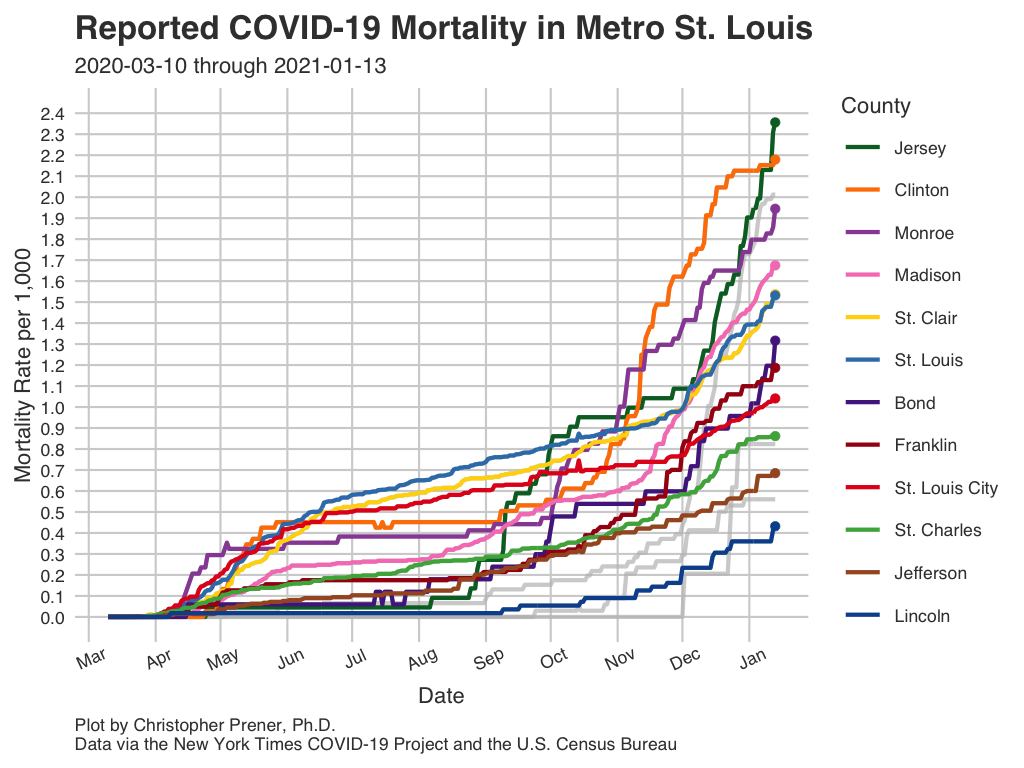 Reported COVID-19 Mortality in Metro St. Louis
2020-03-10 through 2021-01-13
Mortality Rate per 1,000
2.4
2.3
2.2
2.1
2.0
1.9
1.8
1.7
1.6
1.5
1.4
1.3
1.2
1.1
1.0
0.9
0.8
0.7
0.6
0.5
0.4
0.3
0.2
0.1
0.0
Mar Apr May Jun Jul Aug Sep Oct Nov Dec Jan
Date
County
Jersey
Clinton
Monroe
Madison
St. Clair
St. Louis
Bond
Franklin
St. Louis City
St. Charles
Jefferson
Lincoln
Plot by Christopher Prener, Ph.D.
Data via the New York Times COVID-19 Project and the U.S. Census Bureau